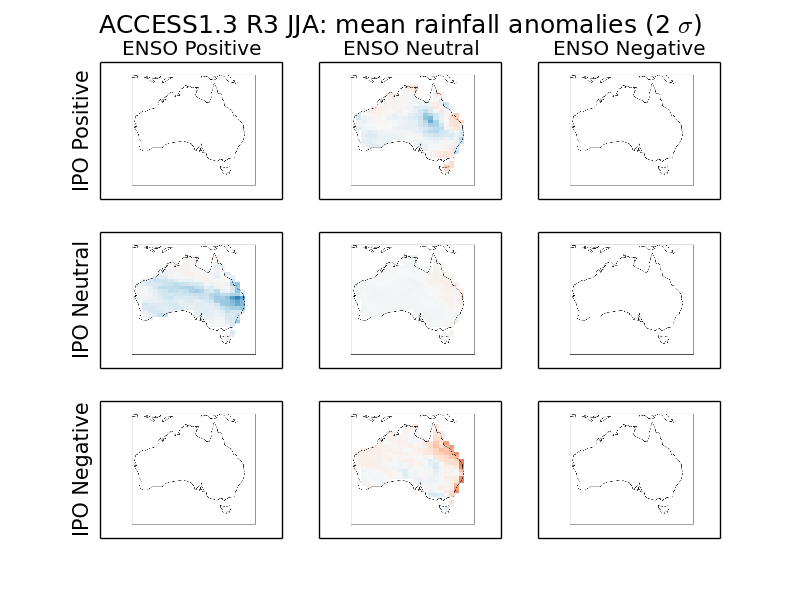 ACCESS1.3 R3 JJA: mean rainfall anomalies (2 σ)
ENSO Positive
ENSO Neutral
ENSO Negative
IPO Positive
IPO Neutral
IPO Negative